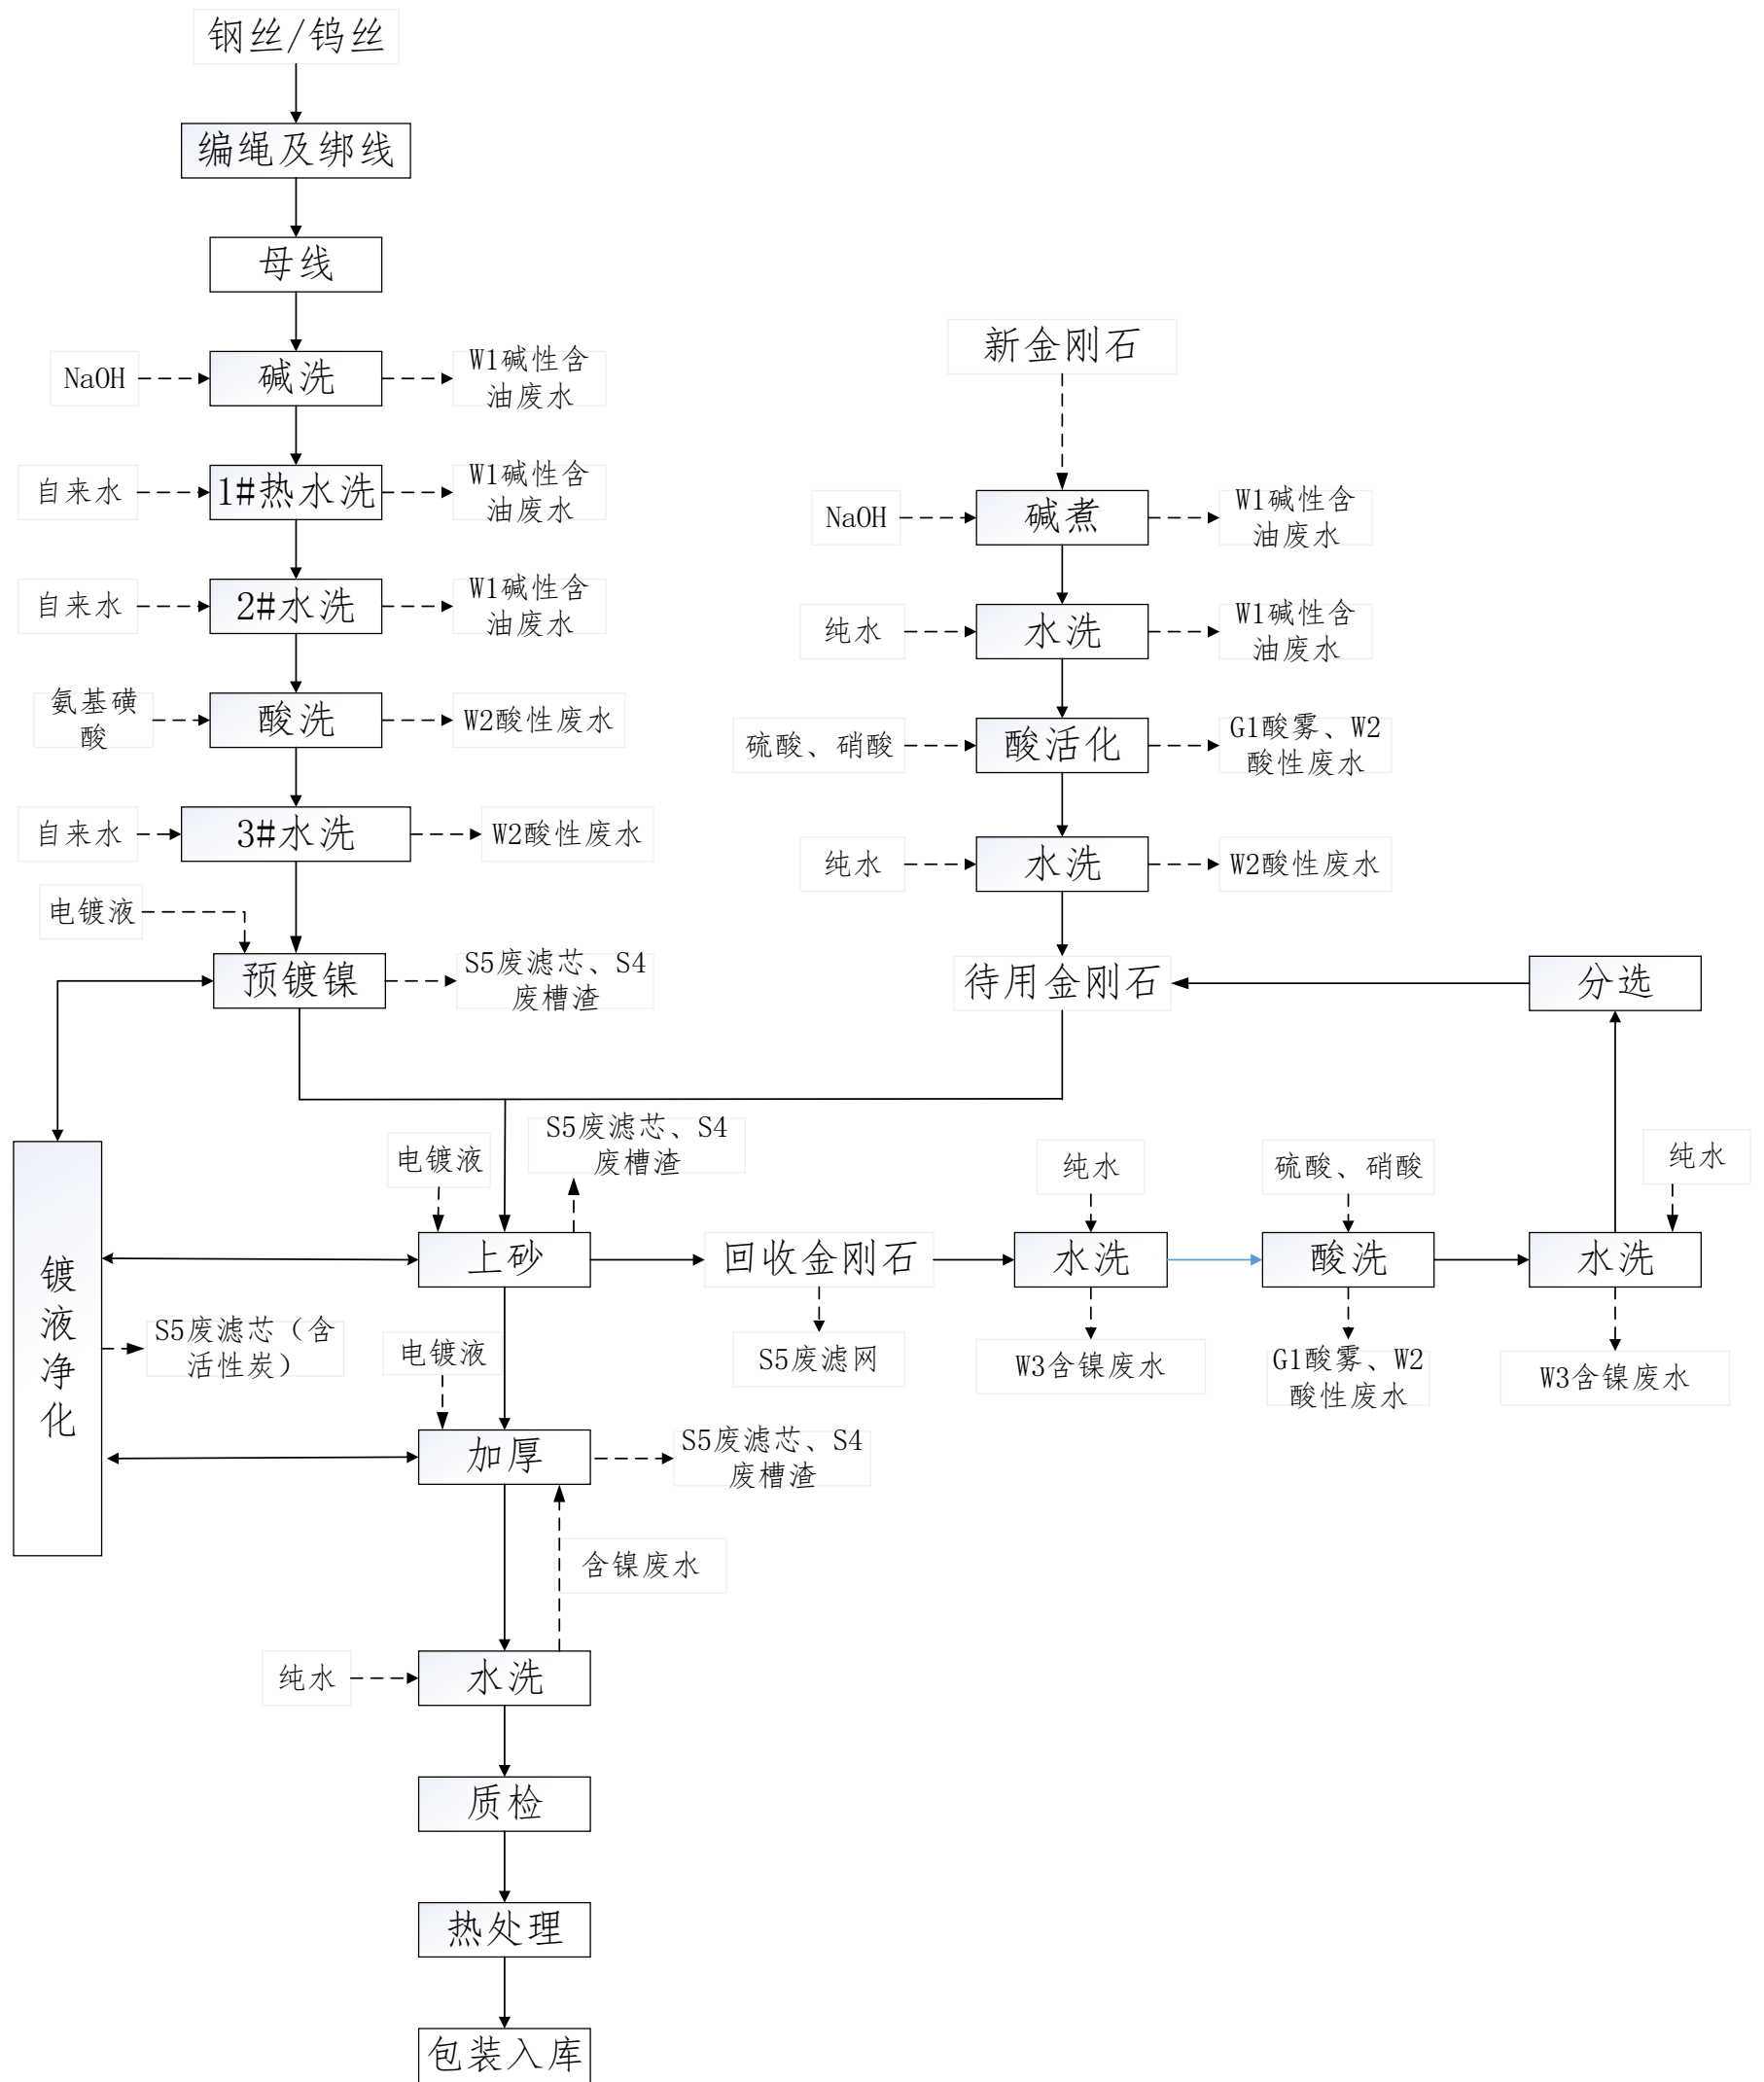 钢丝/钨丝
编绳及绑线
母线
NaOH
碱洗
W1碱性含
油废水
自来水
1#热水洗
W1碱性含
油废水
自来水
2#水洗
W1碱性含
油废水
氨基磺
酸
酸洗
W2酸性废水
自来水
3#水洗
W2酸性废水
电镀液
预镀镍
S5废滤芯、S4
废槽渣
新金刚石
NaOH
碱煮
W1碱性含
油废水
纯水
水洗
W1碱性含
油废水
硫酸、硝酸
酸活化
G1酸雾、W2
酸性废水
纯水
水洗
W2酸性废水
待用金刚石
分选
镀
液
净
化
S5废滤芯（含
活性炭）
电镀液
S5废滤芯、S4
废槽渣
上砂
回收金刚石
S5废滤网
纯水
水洗
W3含镍废水
硫酸、硝酸
酸洗
G1酸雾、W2
酸性废水
纯水
水洗
W3含镍废水
电镀液
加厚
S5废滤芯、S4
废槽渣
含镍废水
纯水
水洗
质检
热处理
包装入库